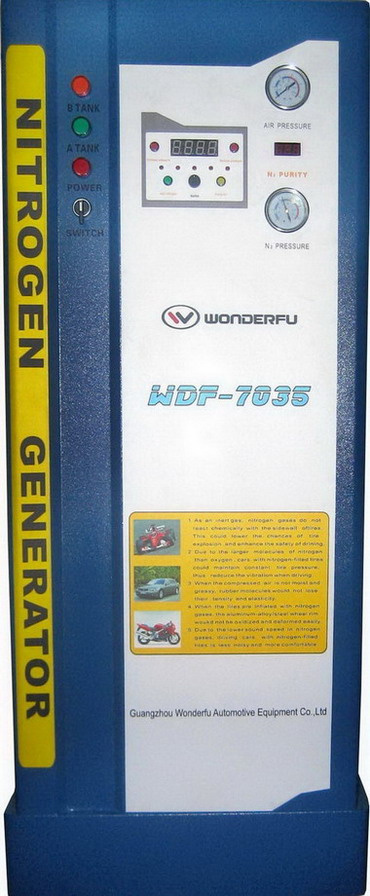 NITROGEN GENERATOR
B TANK
A TANK
POWER
SWITCH
AIR PRESSURE
N₂ PURITY
N₂ PRESSURE
WONDERFU
WDF-7035
1. As an inert gas, nitrogen gases do not
react chemically with the sidewall of tires.
This could lower the chances of tire
explosion, and enhance the safety of driving.
2. Due to the larger molecules of nitrogen
than oxygen, cars with nitrogen-filled tires
could maintain constant tire pressure,
thus reduce the vibration when driving.
3. When the compressed air is not moist and
greasy, rubber molecules would not lose
their density and elasticity.
4. When the tires are inflated with nitrogen
gases, the aluminum-alloy/steel wheel rim
would not be oxidized and deformed easily.
5. Due to the lower sound speed in nitrogen
gases, driving cars with nitrogen-filled
tires is less noisy and more comfortable.
Guangzhou Wonderfu Automotive Equipment Co.,Ltd